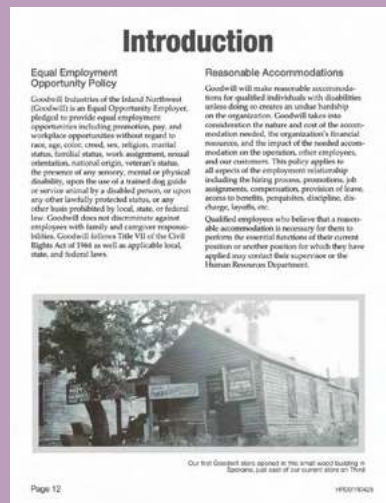 Introduction
Equal Employment
Opportunity Policy
Goodwill Industries of the Inland Northwest
(Goodwill) is an Equal Opportunity Employer,
pledged to provide equal employment
opportunities including promotion, pay, and
workplace opportunities without regard to
race, age, color, creed, sex, religion, marital
status, familial status, work assignment, sexual
orientation, national origin, veteran's status,
the presence of any sensory, mental or physical
disability, upon the use of a trained dog guide
or service animal by a disabled person, or upon
any other lawfully protected status, or any
other basis prohibited by local, state, or federal
law. Goodwill does not discriminate against
employees with family and caregiver responsi-
bilities. Goodwill follows Title VII of the Civil
Rights Act of 1964 as well as applicable local,
state, and federal laws.
Reasonable Accommodations
Goodwill will make reasonable accommoda-
tions for qualified individuals with disabilities
unless doing so creates an undue hardship
on the organization. Goodwill takes into
consideration the nature and cost of the accom-
modation needed, the organization's financial
resources, and the impact of the needed accom-
modation on the operation, other employees,
and our customers. This policy applies to
all aspects of the employment relationship
including the hiring process, promotions, job
assignments, compensation, provision of leave,
access to benefits, perquisites, discipline, dis-
charge, layoffs, etc.
Qualified employees who believe that a reason-
able accommodation is necessary for them to
perform the essential functions of their current
position or another position for which they have
applied may contact their supervisor or the
Human Resources Department.
Our first Goodwill store opened in this small wood building in
Spokane, just east of our current store on Third
Page 12